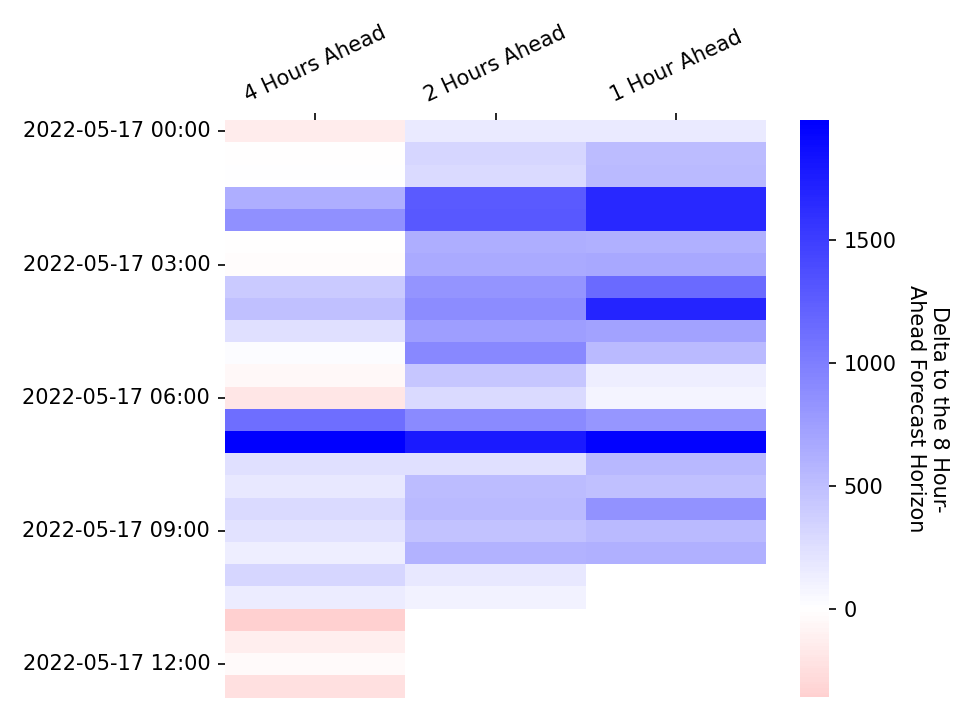 4 Hours Ahead
2 Hours Ahead
1 Hour Ahead
2022-05-17 00:00
2022-05-17 03:00
2022-05-17 06:00
2022-05-17 09:00
2022-05-17 12:00
1500
1000
500
0
Delta to the 8 Hour-
Ahead Forecast Horizon